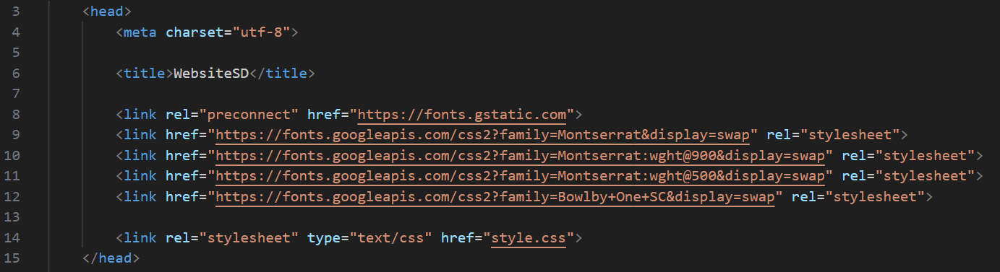 3 <head>
4 <meta charset="utf-8">
5
6 <title>WebsiteSD</title>
7
8 <link rel="preconnect" href="https://fonts.gstatic.com">
9 <link href="https://fonts.googleapis.com/css2?family=Montserrat&display=swap" rel="stylesheet">
10 <link href="https://fonts.googleapis.com/css2?family=Montserrat:wght@900&display=swap" rel="stylesheet">
11 <link href="https://fonts.googleapis.com/css2?family=Montserrat:wght@500&display=swap" rel="stylesheet">
12 <link href="https://fonts.googleapis.com/css2?family=Bowlby+One+SC&display=swap" rel="stylesheet">
13
14 <link rel="stylesheet" type="text/css" href="style.css">
15 </head>